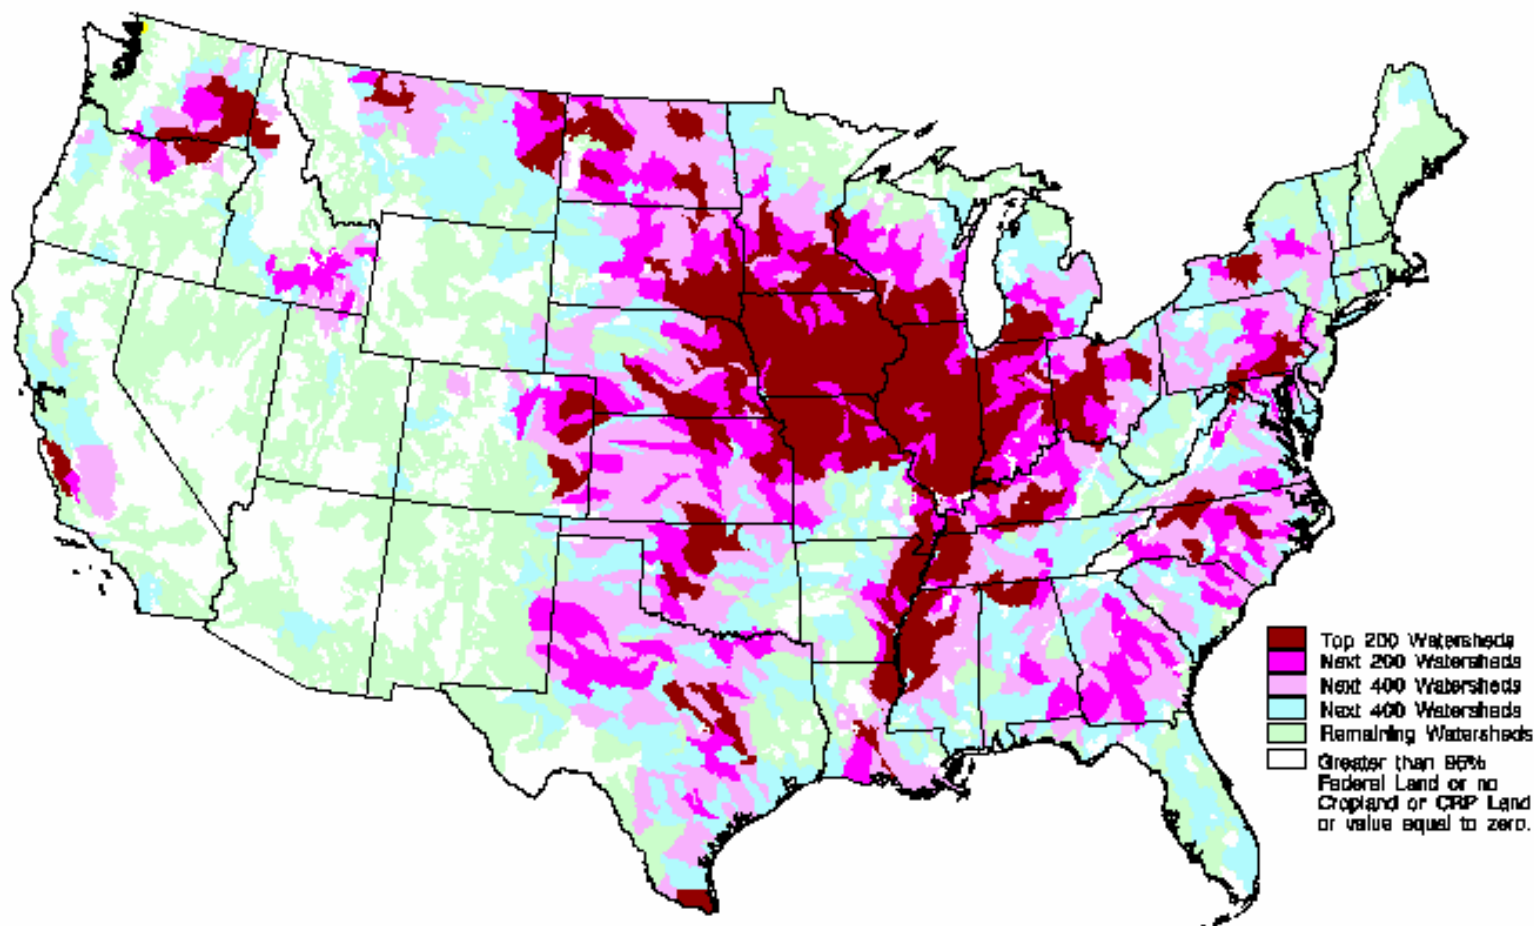 Top 200 Watersheds
Next 200 Watersheds
Next 400 Watersheds
Next 400 Watersheds
Remaining Watersheds
Greater than 95%
Federal Land or no
Cropland or CRP Land
or value equal to zero.